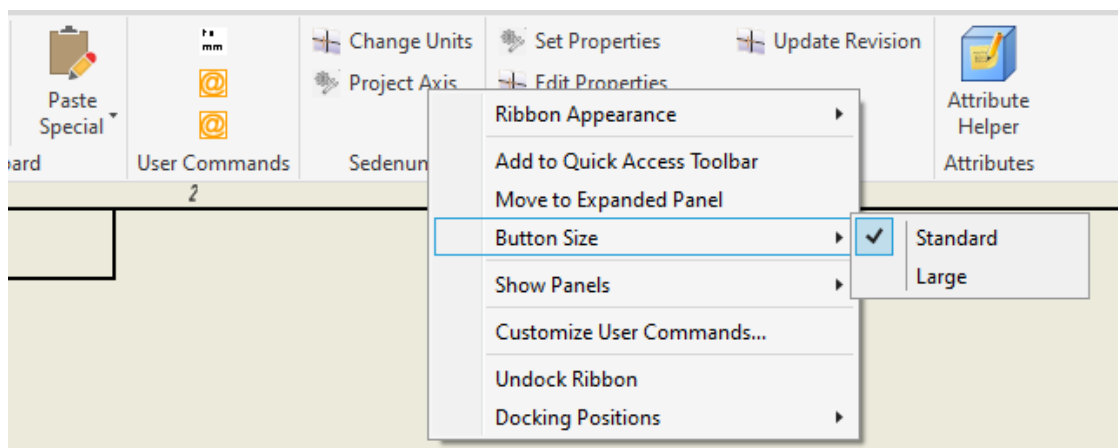 Change Units
Set Properties
Update Revision
mm
Project Axis
Edit Properties
Paste
Special
@
@
Attribute
Helper
ard
User Commands
Sedenun
Attributes
2
Ribbon Appearance
Add to Quick Access Toolbar
Move to Expanded Panel
Button Size
Standard
Large
Show Panels
Customize User Commands...
Undock Ribbon
Docking Positions